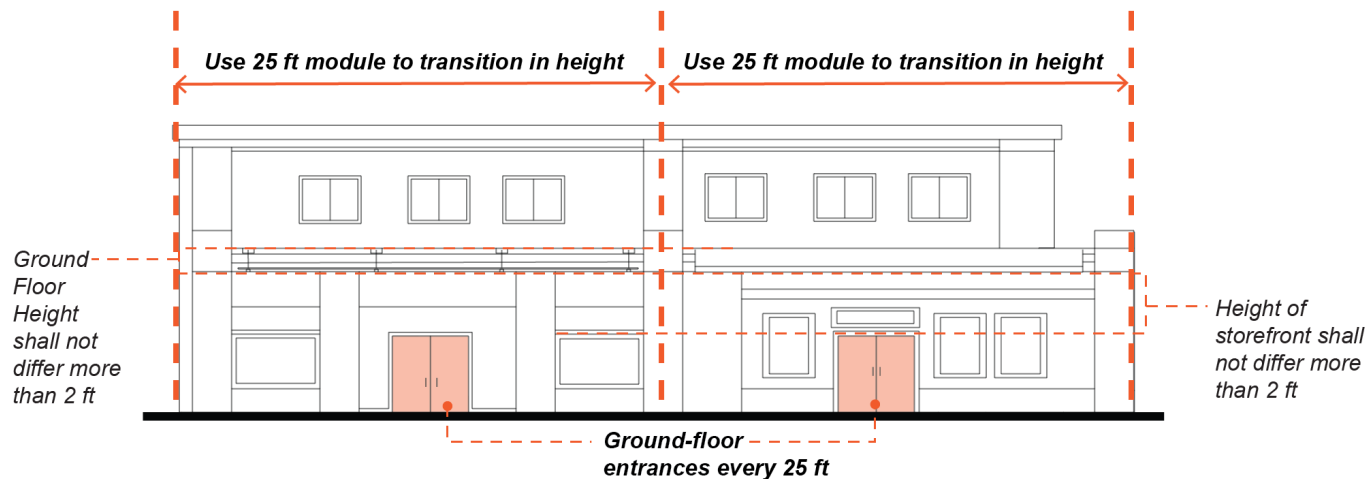 Use 25 ft module to transition in height
Use 25 ft module to transition in height
Ground
Floor
Height
shall not
differ more
than 2 ft
Height of
storefront shall
not differ more
than 2 ft
Ground-floor
entrances every 25 ft